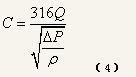 C = 316Q / √(ΔP / ρ) (4)